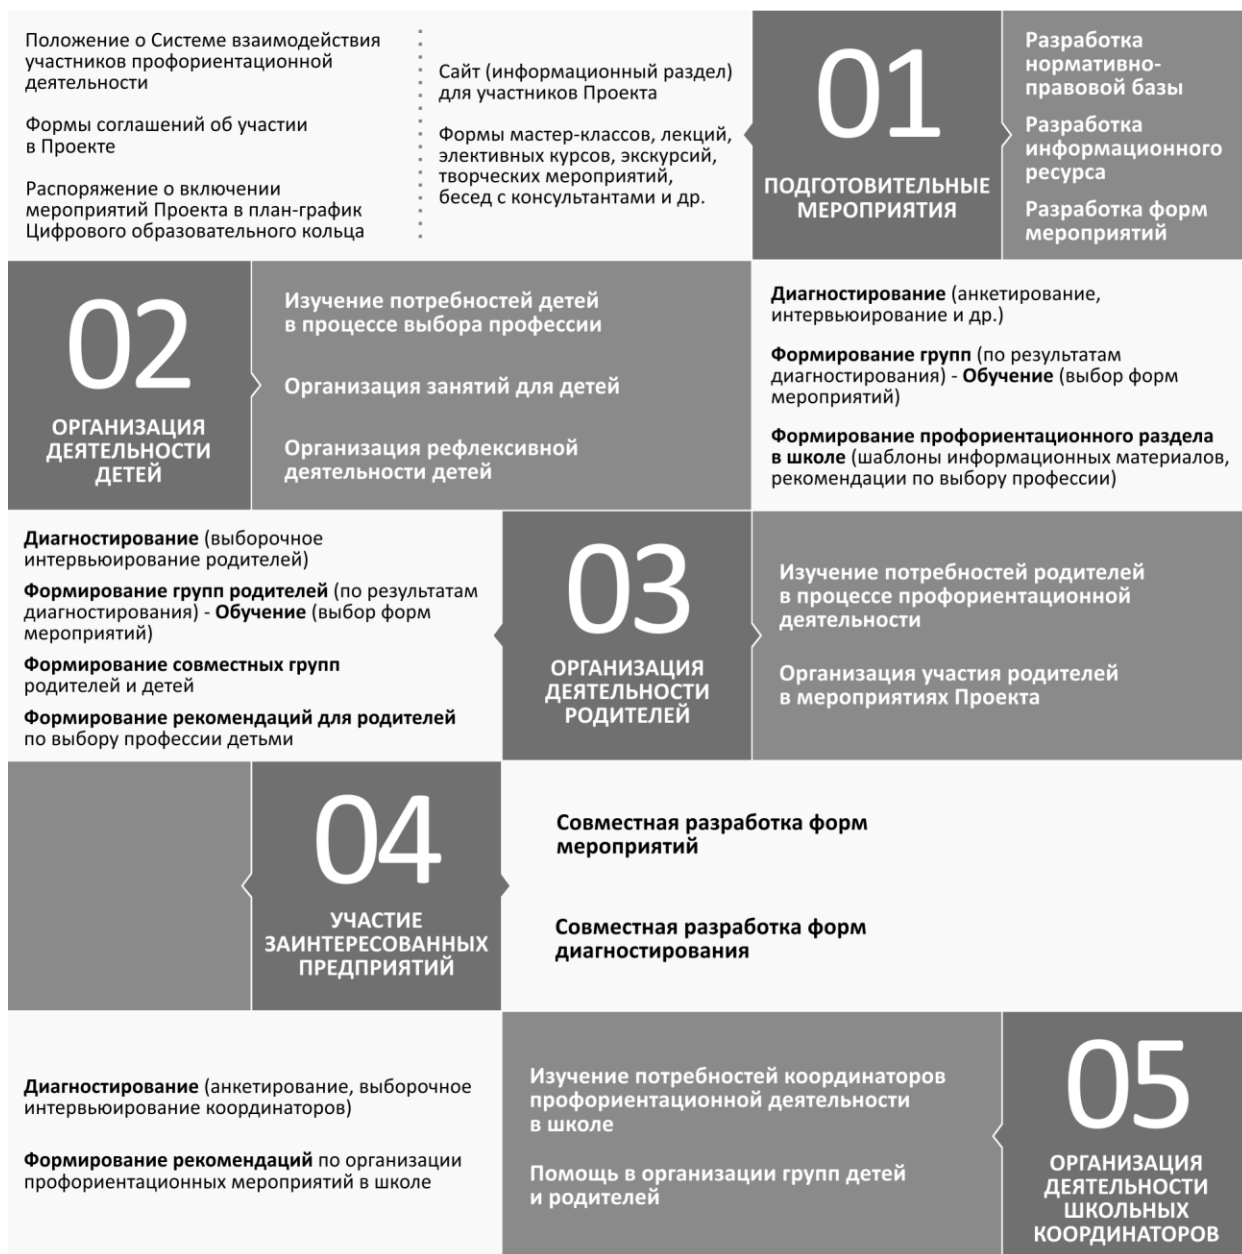 Положение о Системе взаимодействия
участников профориентационной
деятельности
Формы соглашений об участии
в Проекте
Распоряжение о включении
мероприятий Проекта в план-график
Цифрового образовательного кольца
Сайт (информационный раздел)
для участников Проекта
Формы мастер-классов, лекций,
элективных курсов, экскурсий,
творческих мероприятий,
бесед с консультантами и др.
01
ПОДГОТОВИТЕЛЬНЫЕ
МЕРОПРИЯТИЯ
Разработка
нормативно-
правовой базы
Разработка
информационного
ресурса
Разработка форм
мероприятий
02
ОРГАНИЗАЦИЯ
ДЕЯТЕЛЬНОСТИ
ДЕТЕЙ
Изучение потребностей детей
в процессе выбора профессии
Организация занятий для детей
Организация рефлексивной
деятельности детей
Диагностирование (анкетирование,
интервьюирование и др.)
Формирование групп (по результатам
диагностирования) - Обучение (выбор форм
мероприятий)
Формирование профориентационного раздела
в школе (шаблоны информационных материалов,
рекомендации по выбору профессии)
Диагностирование (выборочное
интервьюирование родителей)
Формирование групп родителей (по результатам
диагностирования) - Обучение (выбор форм
мероприятий)
Формирование совместных групп
родителей и детей
Формирование рекомендаций для родителей
по выбору профессии детьми
03
ОРГАНИЗАЦИЯ
ДЕЯТЕЛЬНОСТИ
РОДИТЕЛЕЙ
Изучение потребностей родителей
в процессе профориентационной
деятельности
Организация участия родителей
в мероприятиях Проекта
04
УЧАСТИЕ
ЗАИНТЕРЕСОВАННЫХ
ПРЕДПРИЯТИЙ
Совместная разработка форм
мероприятий
Совместная разработка форм
диагностирования
Диагностирование (анкетирование, выборочное
интервьюирование координаторов)
Формирование рекомендаций по организации
профориентационных мероприятий в школе
Изучение потребностей координаторов
профориентационной деятельности
в школе
Помощь в организации групп детей
и родителей
05
ОРГАНИЗАЦИЯ
ДЕЯТЕЛЬНОСТИ
ШКОЛЬНЫХ
КООРДИНАТОРОВ